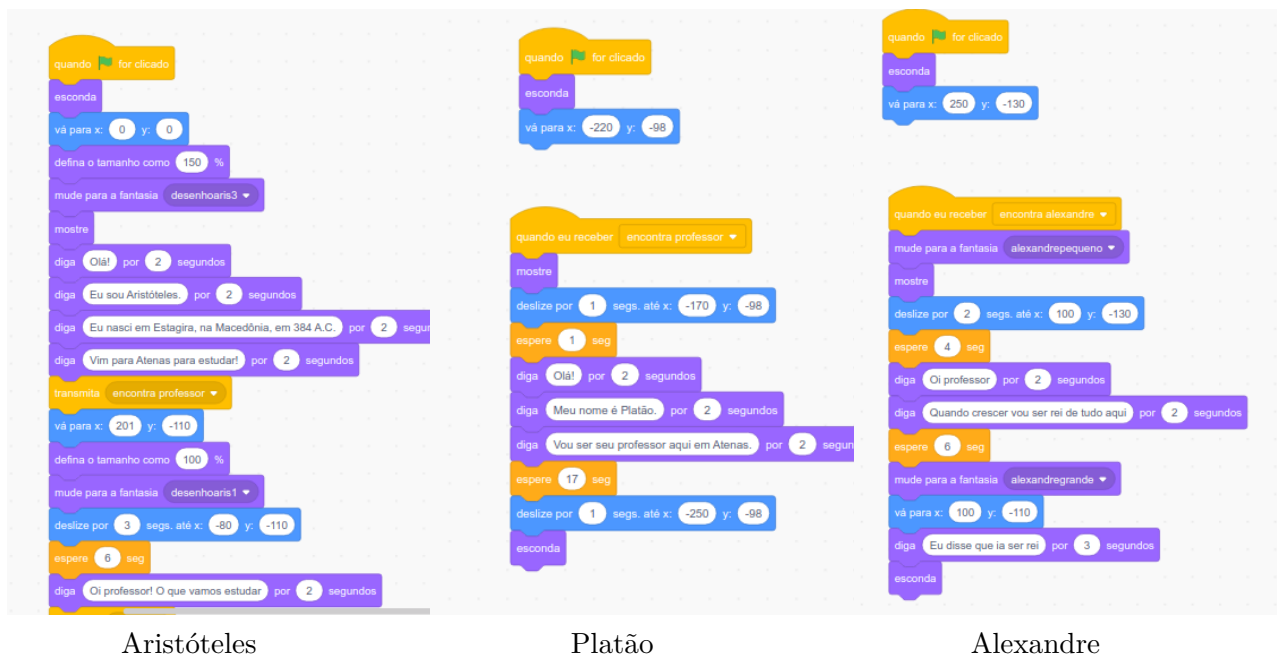 quando for clicado
esconda
vá para x: 0 y: 0
defina o tamanho como 150 %
mude para a fantasia desenhoaris3
mostre
diga Olá! por 2 segundos
diga Eu sou Aristóteles. por 2 segundos
diga Eu nasci em Estagira, na Macedônia, em 384 A.C. por 2 segur
diga Vim para Atenas para estudar! por 2 segundos
transmita encontra professor
vá para x: 201 y: -110
defina o tamanho como 100 %
mude para a fantasia desenhoaris1
deslize por 3 segs. até x: -80 y: -110
espere 6 seg
diga Oi professor! O que vamos estudar por 2 segundos
Aristóteles
quando for clicado
esconda
vá para x: -220 y: -98
quando eu receber encontra professor
mostre
deslize por 1 segs. até x: -170 y: -98
espere 1 seg
diga Olá! por 2 segundos
diga Meu nome é Platão. por 2 segundos
diga Vou ser seu professor aqui em Atenas. por 2 segun
espere 17 seg
deslize por 1 segs. até x: -250 y: -98
esconda
Platão
quando for clicado
esconda
vá para x: 250 y: -130
quando eu receber encontra alexandre
mude para a fantasia alexandrepequeno
mostre
deslize por 2 segs. até x: 100 y: -130
espere 4 seg
diga Oi professor por 2 segundos
diga Quando crescer vou ser rei de tudo aqui por 2 segundos
espere 6 seg
mude para a fantasia alexandregrande
vá para x: 100 y: -110
diga Eu disse que ia ser rei por 3 segundos
esconda
Alexandre